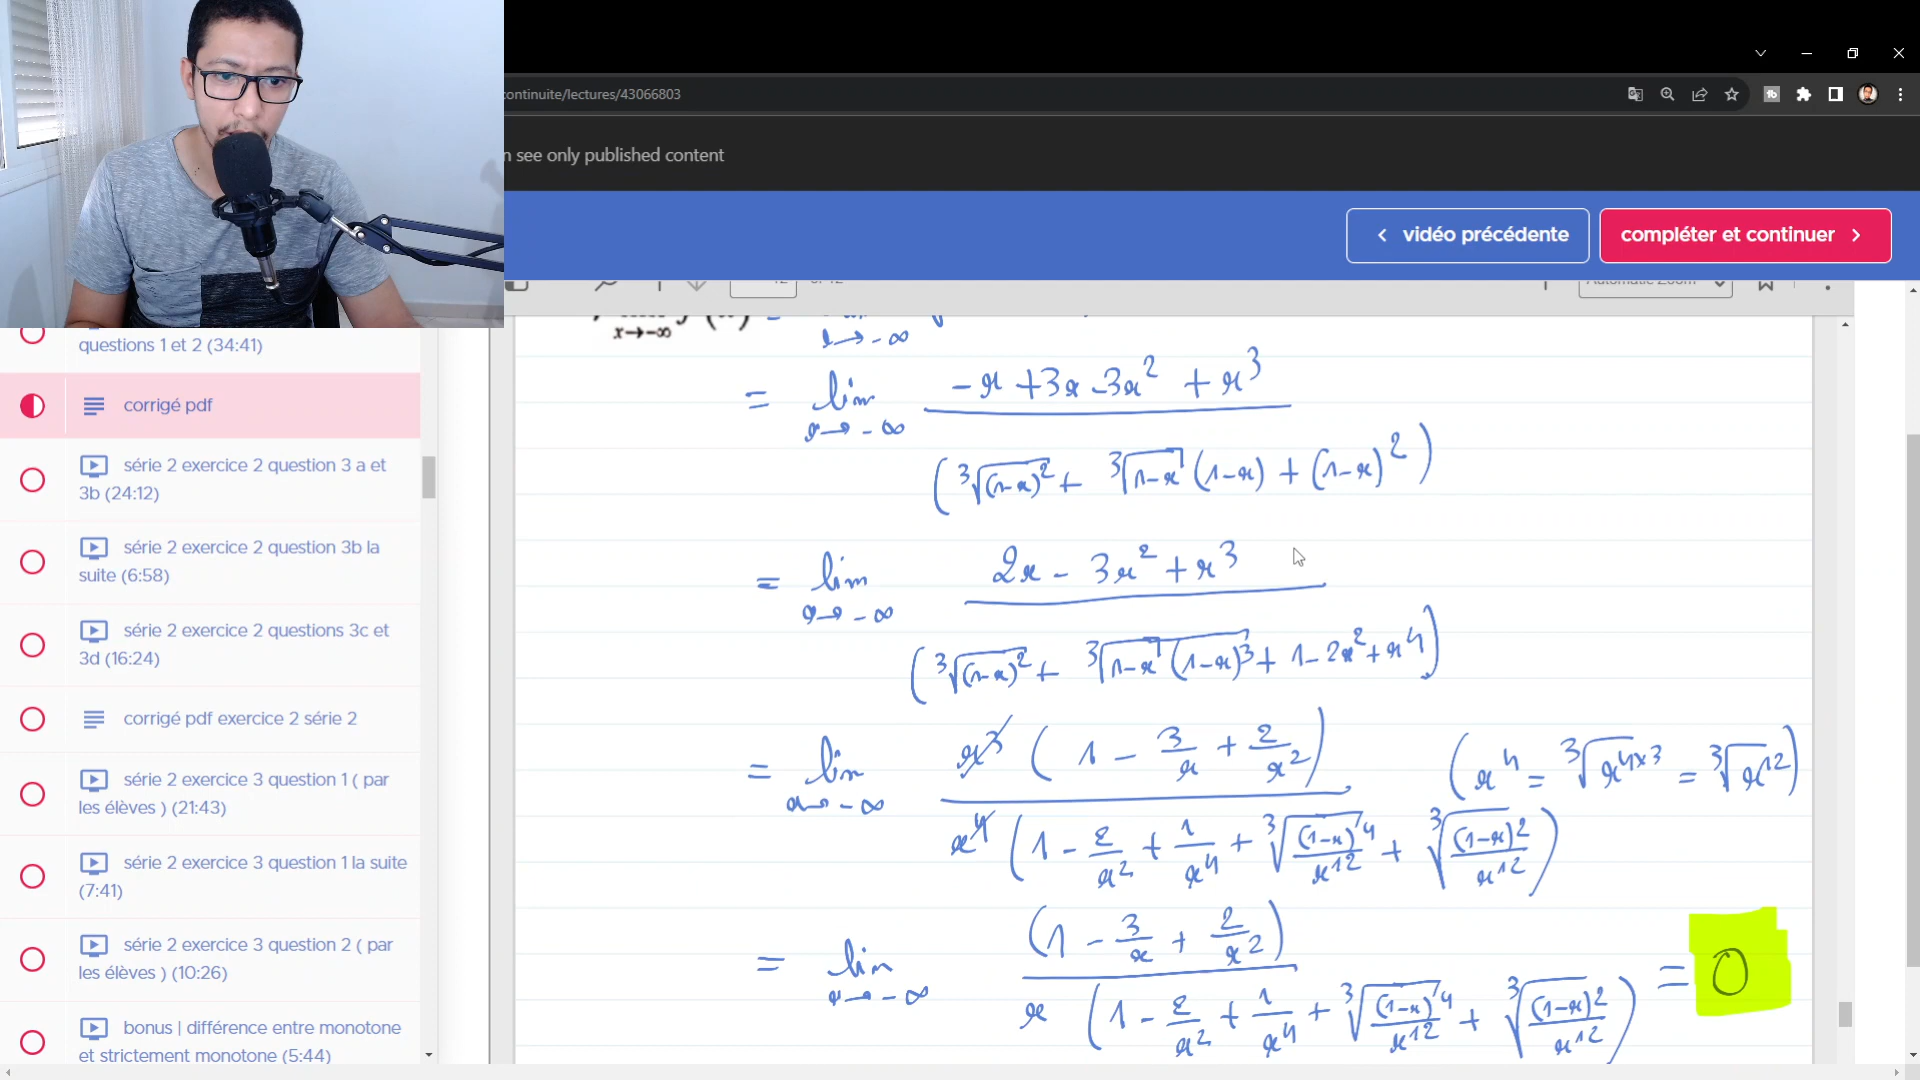 continuite/lectures/43066803
n see only published content
vidéo précédente
compléter et continuer
questions 1 et 2 (34:41)
corrigé pdf
série 2 exercice 2 question 3 a et
3b (24:12)
série 2 exercice 2 question 3b la
suite (6:58)
série 2 exercice 2 questions 3c et
3d (16:24)
corrigé pdf exercice 2 série 2
série 2 exercice 3 question 1 ( par
les élèves ) (21:43)
série 2 exercice 3 question 1 la suite
(7:41)
série 2 exercice 3 question 2 ( par
les élèves ) (10:26)
bonus | différence entre monotone
et strictement monotone (5:44)
x→-∞
x→-∞
= lim x→-∞ (-x + 3x - 3x² + x³) / (∛(1-x)² + ∛1-x (1-x) + (1-x)²)
= lim x→-∞ (2x - 3x² + x³) / (∛(1-x)² + ∛1-x (1-x)³ + 1 - 2x² + x⁴)
= lim x→-∞ x³ (1 - 3/x + 2/x²) / x⁴ (1 - 2/x² + 1/x⁴ + ∛(1-x)⁴/x¹² + ∛(1-x)²/x¹²) (x⁴ = ∛x⁴ˣ³ = ∛x¹²)
= lim x→-∞ (1 - 3/x + 2/x²) / x (1 - 2/x² + 1/x⁴ + ∛(1-x)⁴/x¹² + ∛(1-x)²/x¹²) = 0